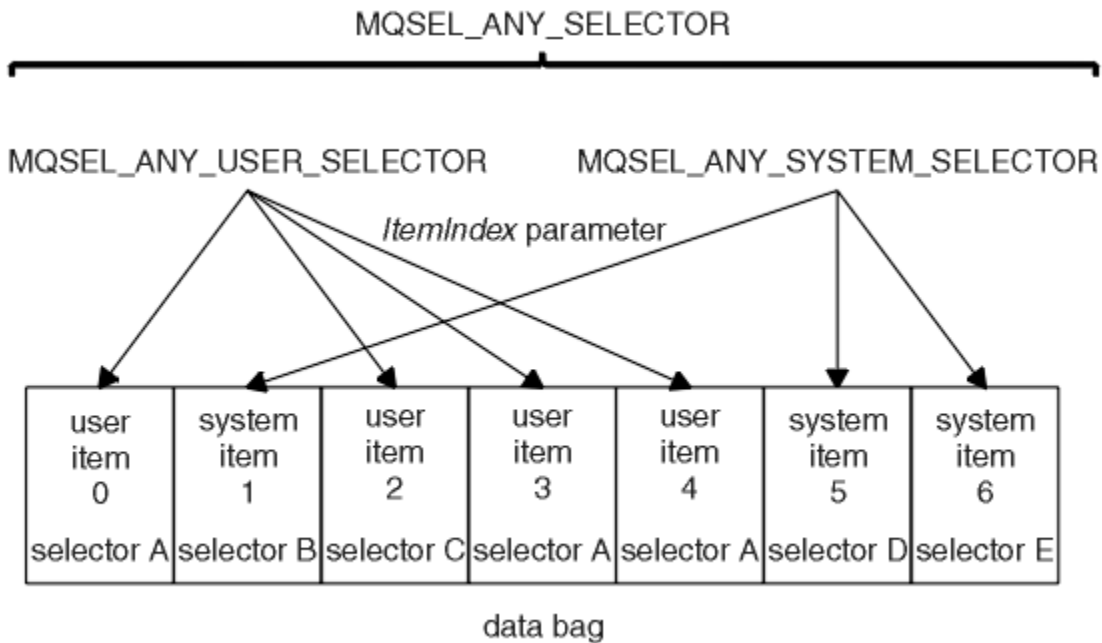 MQSEL_ANY_SELECTOR
MQSEL_ANY_USER_SELECTOR
MQSEL_ANY_SYSTEM_SELECTOR
ItemIndex parameter
user item 0 selector A
system item 1 selector B
user item 2 selector C
user item 3 selector A
user item 4 selector A
system item 5 selector D
system item 6 selector E
data bag